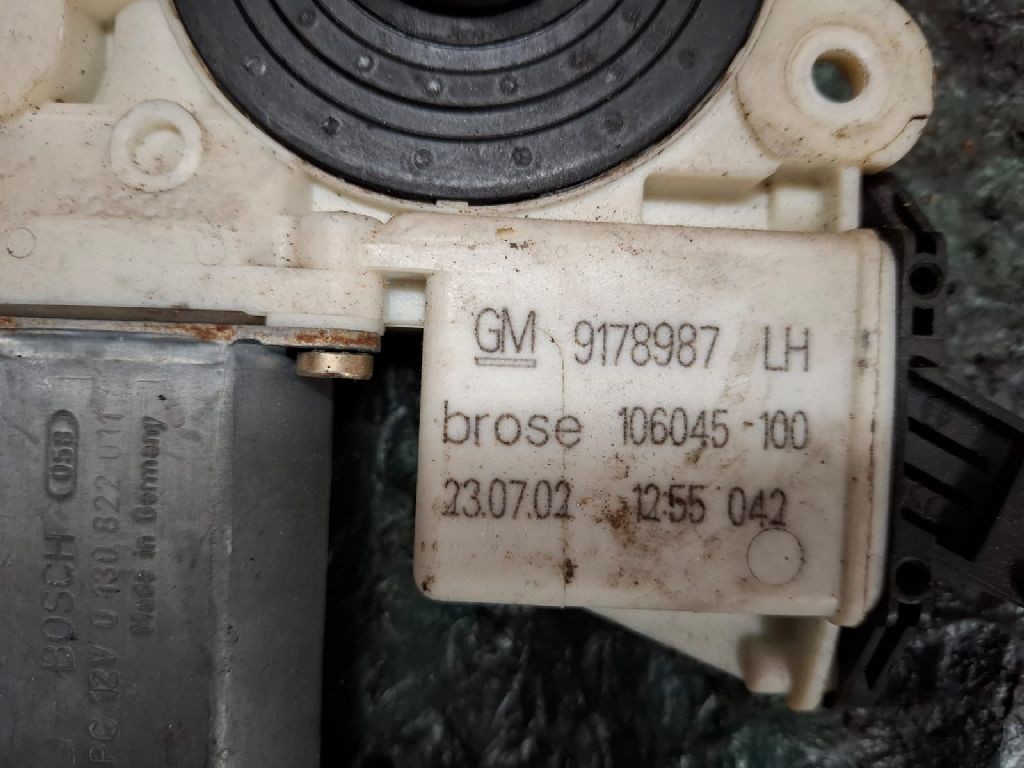 GM 9178987 LH
brose 106045-100
23.07.02 12:55 042
BOSCH 058
FPG 12V 0 130 822 011
Made in Germany